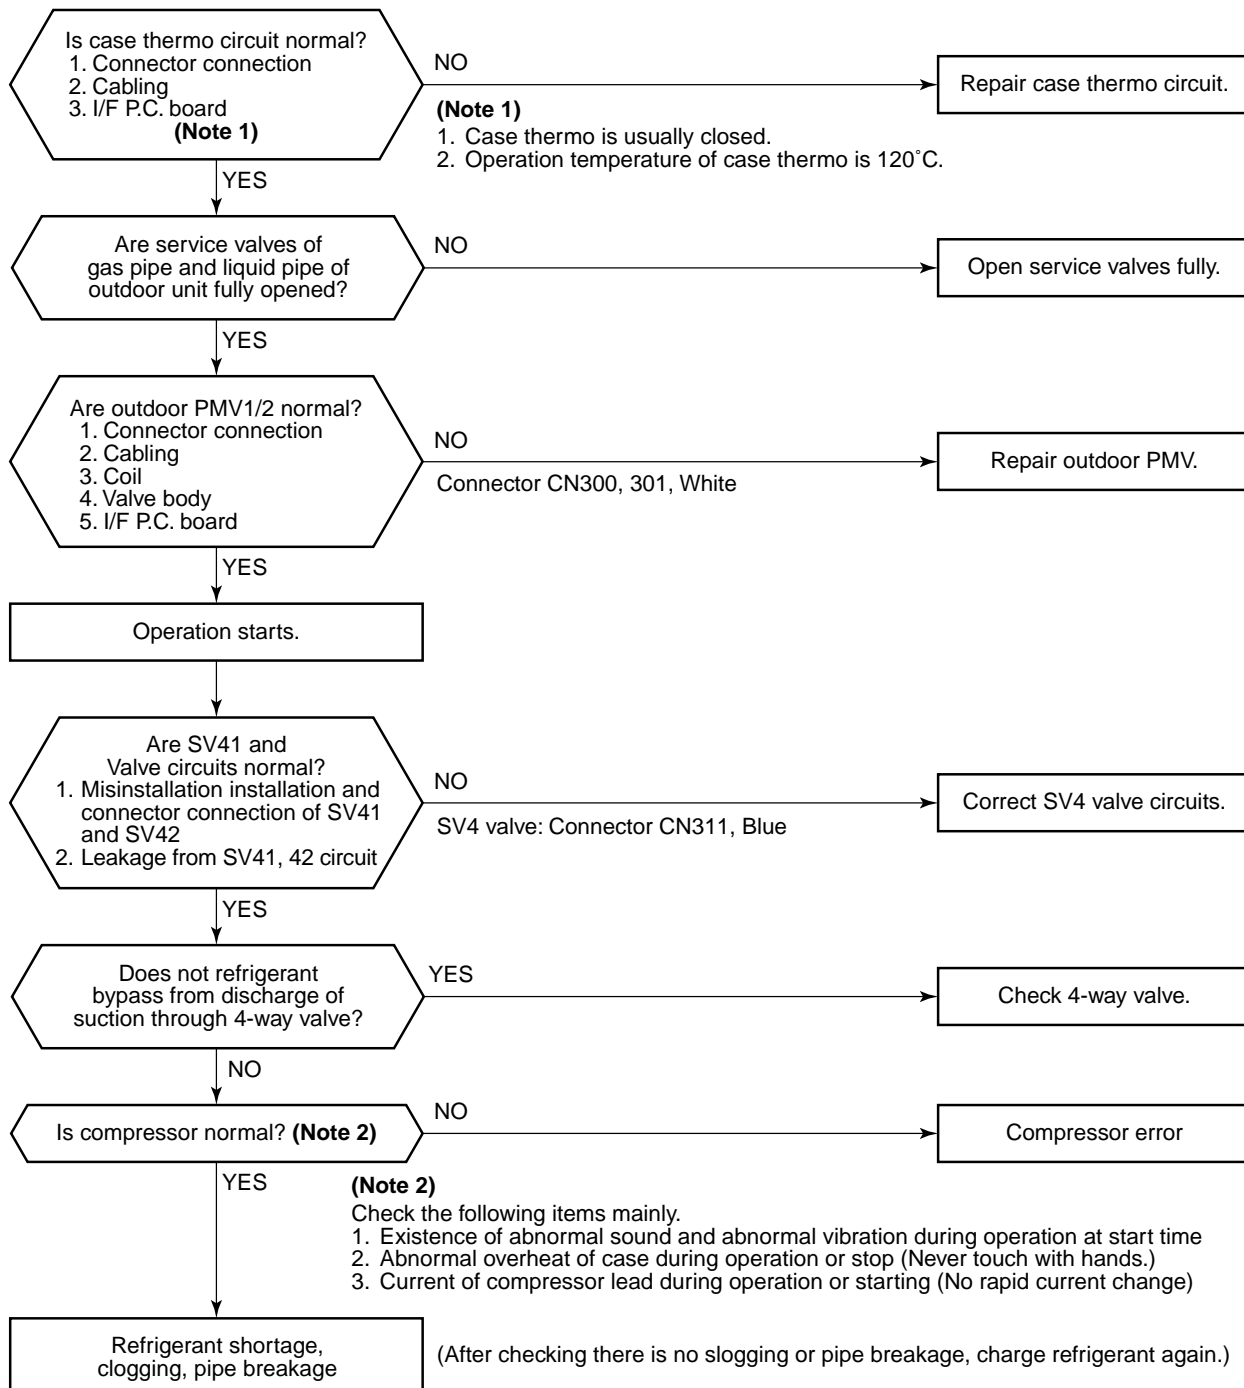 Is case thermo circuit normal?
1. Connector connection
2. Cabling
3. I/F P.C. board
(Note 1)
NO
Repair case thermo circuit.
(Note 1)
1. Case thermo is usually closed.
2. Operation temperature of case thermo is 120˚C.
YES
Are service valves of
gas pipe and liquid pipe of
outdoor unit fully opened?
NO
Open service valves fully.
YES
Are outdoor PMV1/2 normal?
1. Connector connection
2. Cabling
3. Coil
4. Valve body
5. I/F P.C. board
NO
Connector CN300, 301, White
Repair outdoor PMV.
YES
Operation starts.
Are SV41 and
Valve circuits normal?
1. Misinstallation installation and
connector connection of SV41
and SV42
2. Leakage from SV41, 42 circuit
NO
SV4 valve: Connector CN311, Blue
Correct SV4 valve circuits.
YES
Does not refrigerant
bypass from discharge of
suction through 4-way valve?
YES
Check 4-way valve.
NO
Is compressor normal? (Note 2)
NO
Compressor error
YES
(Note 2)
Check the following items mainly.
1. Existence of abnormal sound and abnormal vibration during operation at start time
2. Abnormal overheat of case during operation or stop (Never touch with hands.)
3. Current of compressor lead during operation or starting (No rapid current change)
Refrigerant shortage,
clogging, pipe breakage
(After checking there is no slogging or pipe breakage, charge refrigerant again.)